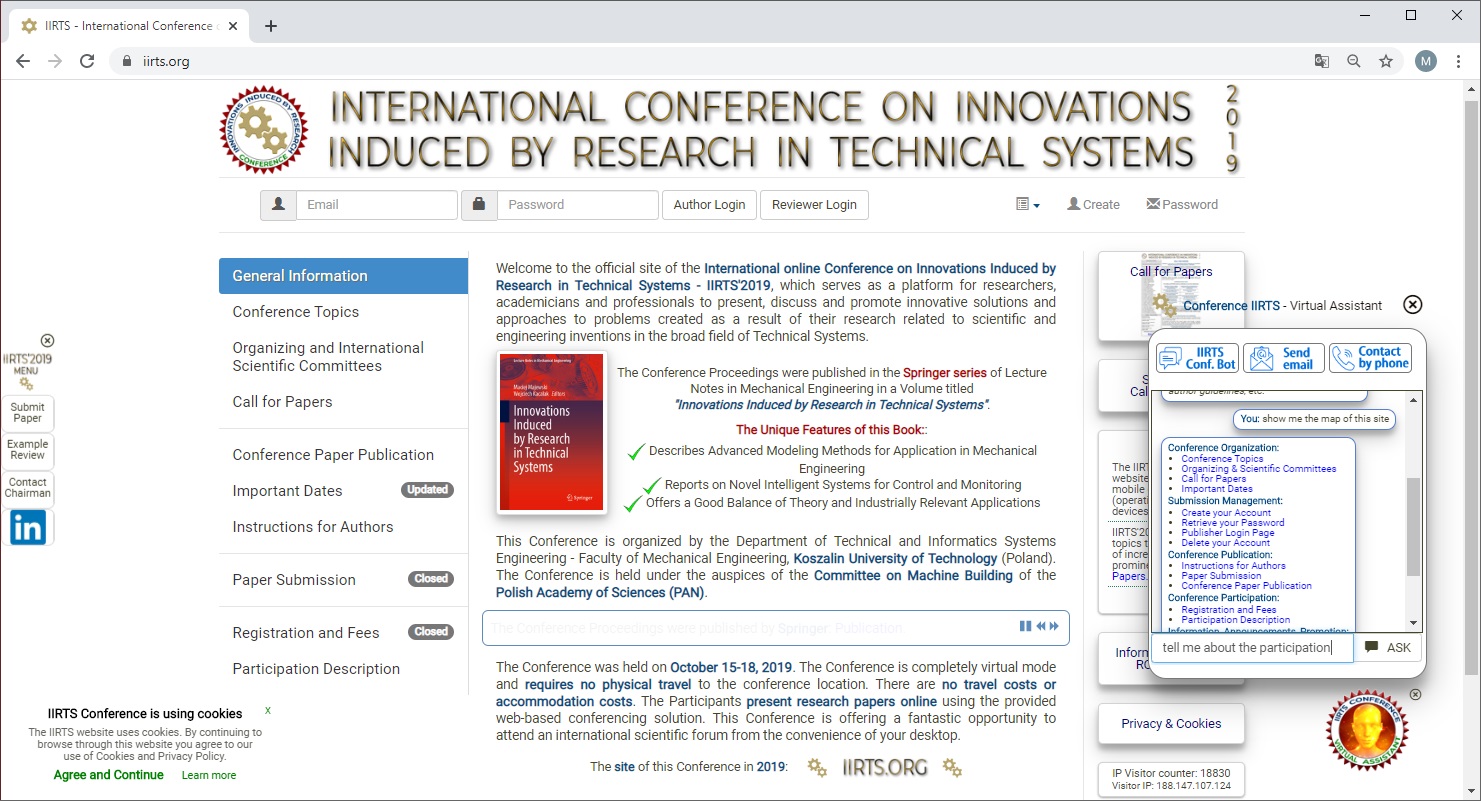 IIRTS - International Conference o
iirts.org
M
INNOVATIONS INDUCED BY RESEARCH
CONFERENCE
INTERNATIONAL CONFERENCE ON INNOVATIONS
INDUCED BY RESEARCH IN TECHNICAL SYSTEMS
2019
Email
Password
Author Login
Reviewer Login
Create
Password
General Information
Conference Topics
Organizing and International
Scientific Committees
Call for Papers
Conference Paper Publication
Important Dates Updated
Instructions for Authors
Paper Submission Closed
Registration and Fees Closed
Participation Description
IIRTS'2019
MENU
Submit
Paper
Example
Review
Contact
Chairman
in
IIRTS Conference is using cookies x
The IIRTS website uses cookies. By continuing to
browse through this website you agree to our
use of Cookies and Privacy Policy.
Agree and Continue Learn more
Welcome to the official site of the International online Conference on Innovations Induced by
Research in Technical Systems - IIRTS'2019, which serves as a platform for researchers,
academicians and professionals to present, discuss and promote innovative solutions and
approaches to problems created as a result of their research related to scientific and
engineering inventions in the broad field of Technical Systems.
Lecture Notes in Mechanical Engineering
Maciej Majewski
Wojciech Kacalak Editors
Innovations
Induced
by Research
in Technical
Systems
Springer
The Conference Proceedings were published in the Springer series of Lecture
Notes in Mechanical Engineering in a Volume titled
"Innovations Induced by Research in Technical Systems".
The Unique Features of this Book::
Describes Advanced Modeling Methods for Application in Mechanical
Engineering
Reports on Novel Intelligent Systems for Control and Monitoring
Offers a Good Balance of Theory and Industrially Relevant Applications
This Conference is organized by the Department of Technical and Informatics Systems
Engineering - Faculty of Mechanical Engineering, Koszalin University of Technology (Poland).
The Conference is held under the auspices of the Committee on Machine Building of the
Polish Academy of Sciences (PAN).
The Conference Proceedings were published by Springer: Publication
The Conference was held on October 15-18, 2019. The Conference is completely virtual mode
and requires no physical travel to the conference location. There are no travel costs or
accommodation costs. The Participants present research papers online using the provided
web-based conferencing solution. This Conference is offering a fantastic opportunity to
attend an international scientific forum from the convenience of your desktop.
The site of this Conference in 2019: IIRTS.ORG
Call for Papers
Conference IIRTS - Virtual Assistant
S
Cal
The IIRT
website
mobile
(operati
devices
IIRTS'20
topics t
of incre
promine
Papers.
Inform
RO
Privacy & Cookies
IP Visitor counter: 18830
Visitor IP: 188.147.107.124
IIRTS
Conf. Bot
Send
email
Contact
by phone
author guidelines, etc.
You: show me the map of this site
Conference Organization:
Conference Topics
Organizing & Scientific Committees
Call for Papers
Important Dates
Submission Management:
Create your Account
Retrieve your Password
Publisher Login Page
Delete your Account
Conference Publication:
Instructions for Authors
Paper Submission
Conference Paper Publication
Conference Participation:
Registration and Fees
Participation Description
Information, Announcements, Promotion:
tell me about the participation
ASK
IIRTS CONFERENCE
VIRTUAL ASSISTANT